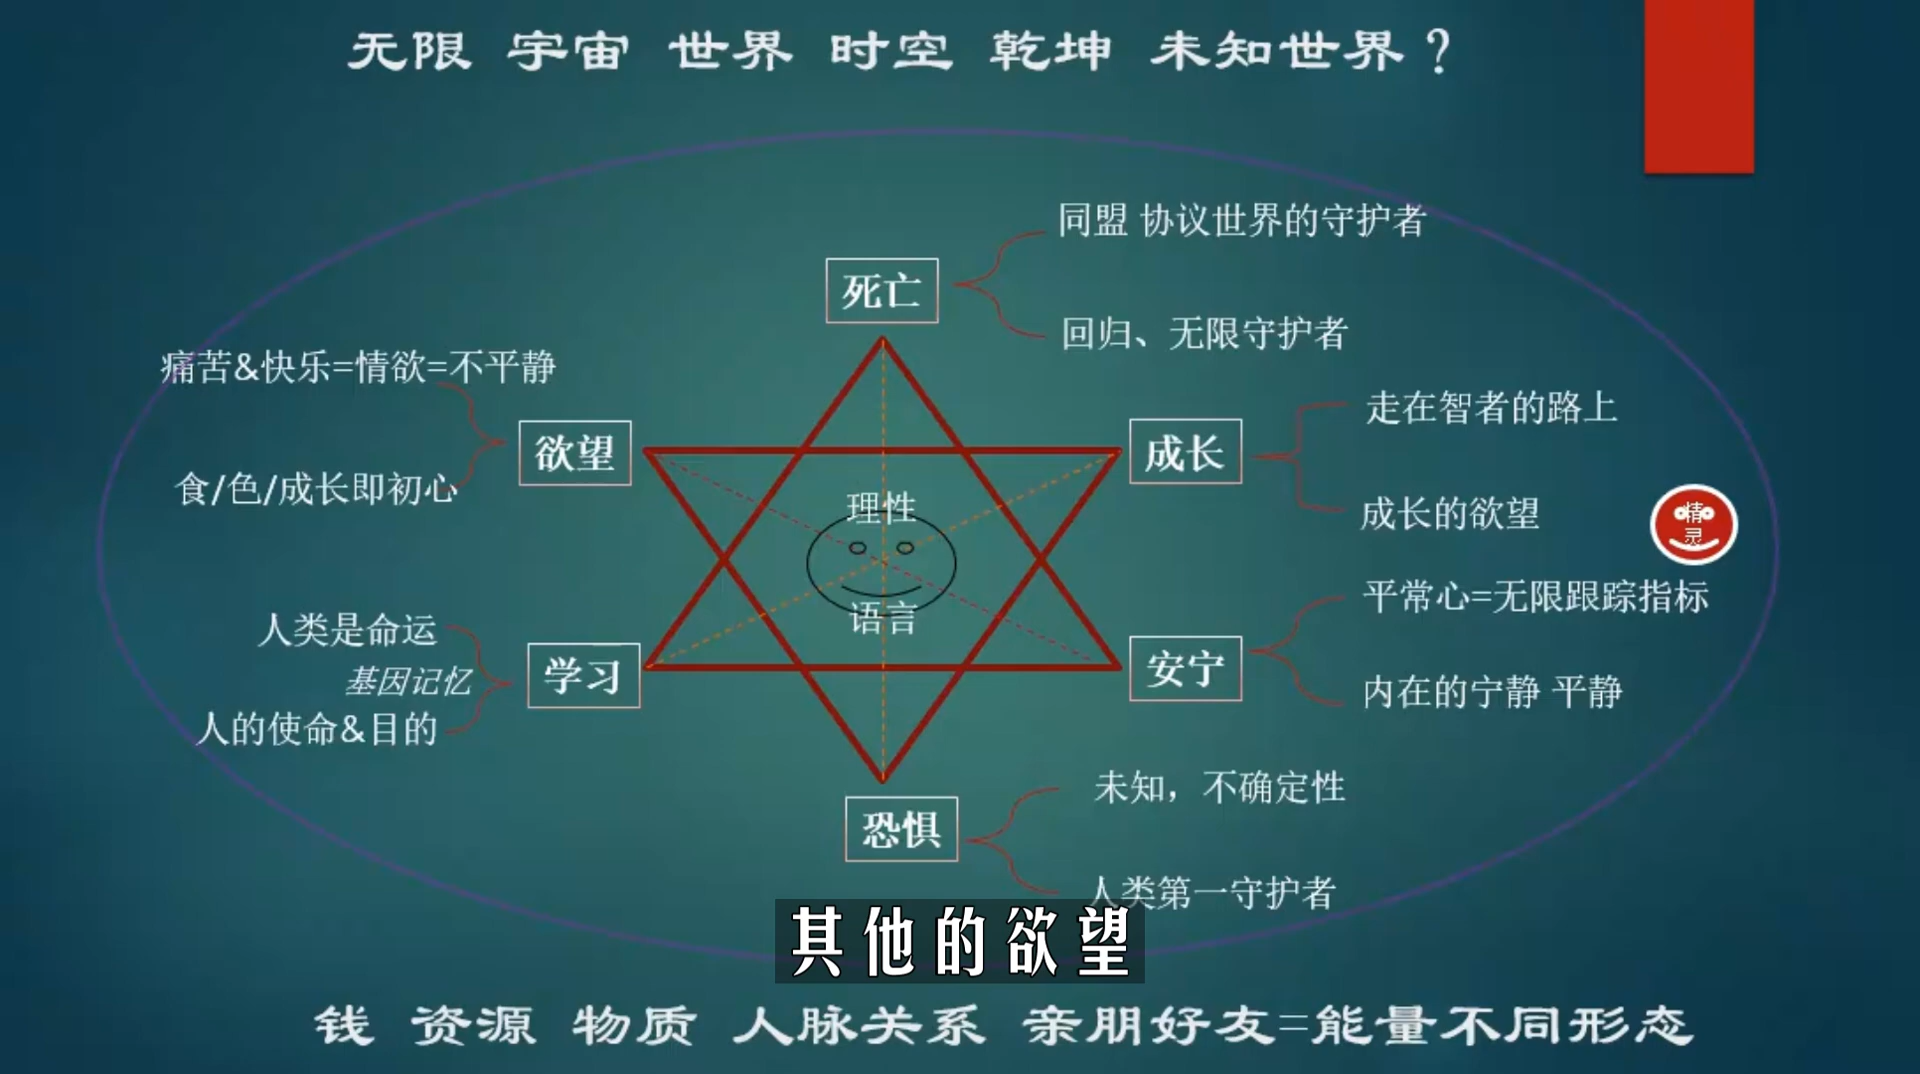 无限 宇宙 世界 时空 乾坤 未知世界？
同盟 协议世界的守护者
死亡
回归、无限守护者
痛苦&快乐=情欲=不平静
欲望
食/色/成长即初心
成长
走在智者的路上
成长的欲望
理性
语言
精
灵
人类是命运
基因记忆
人的使命&目的
学习
安宁
平常心=无限跟踪指标
内在的宁静 平静
恐惧
未知，不确定性
人类第一守护者
其他的欲望
钱 资源 物质 人脉关系 亲朋好友=能量不同形态